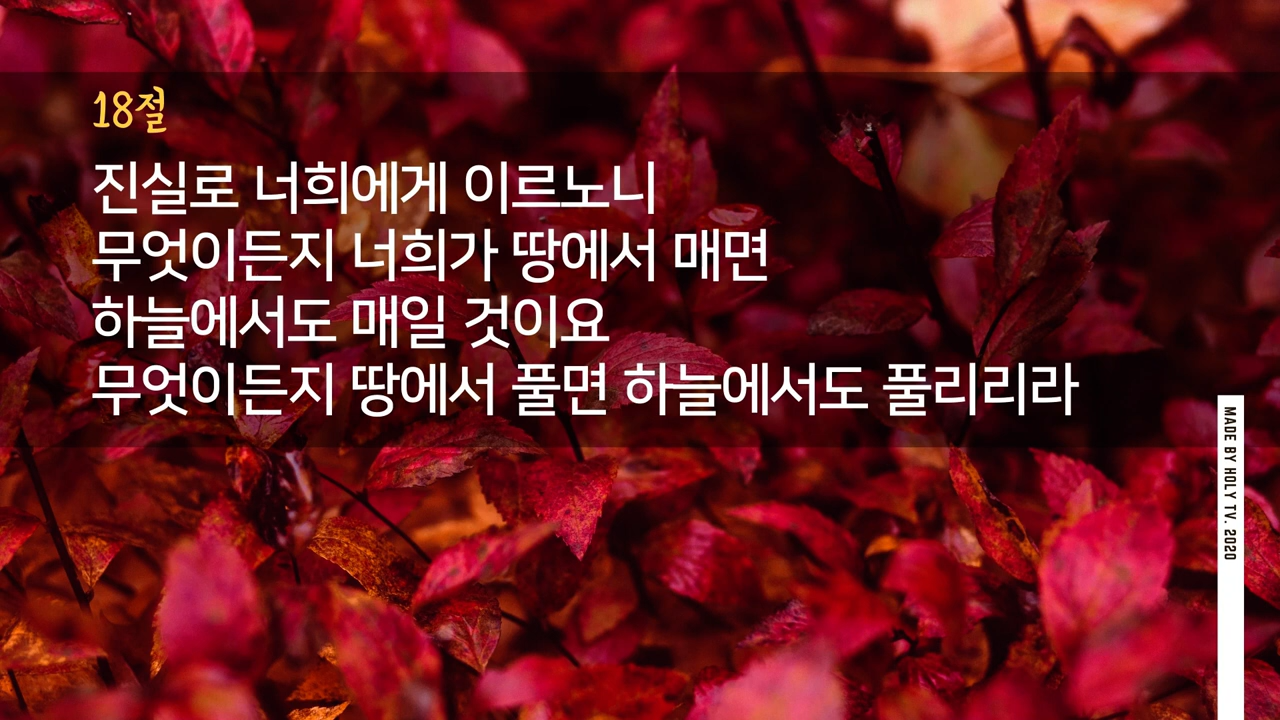 18절
진실로 너희에게 이르노니
무엇이든지 너희가 땅에서 매면
하늘에서도 매일 것이요
무엇이든지 땅에서 풀면 하늘에서도 풀리리라
MADE BY HOLY TV. 2020